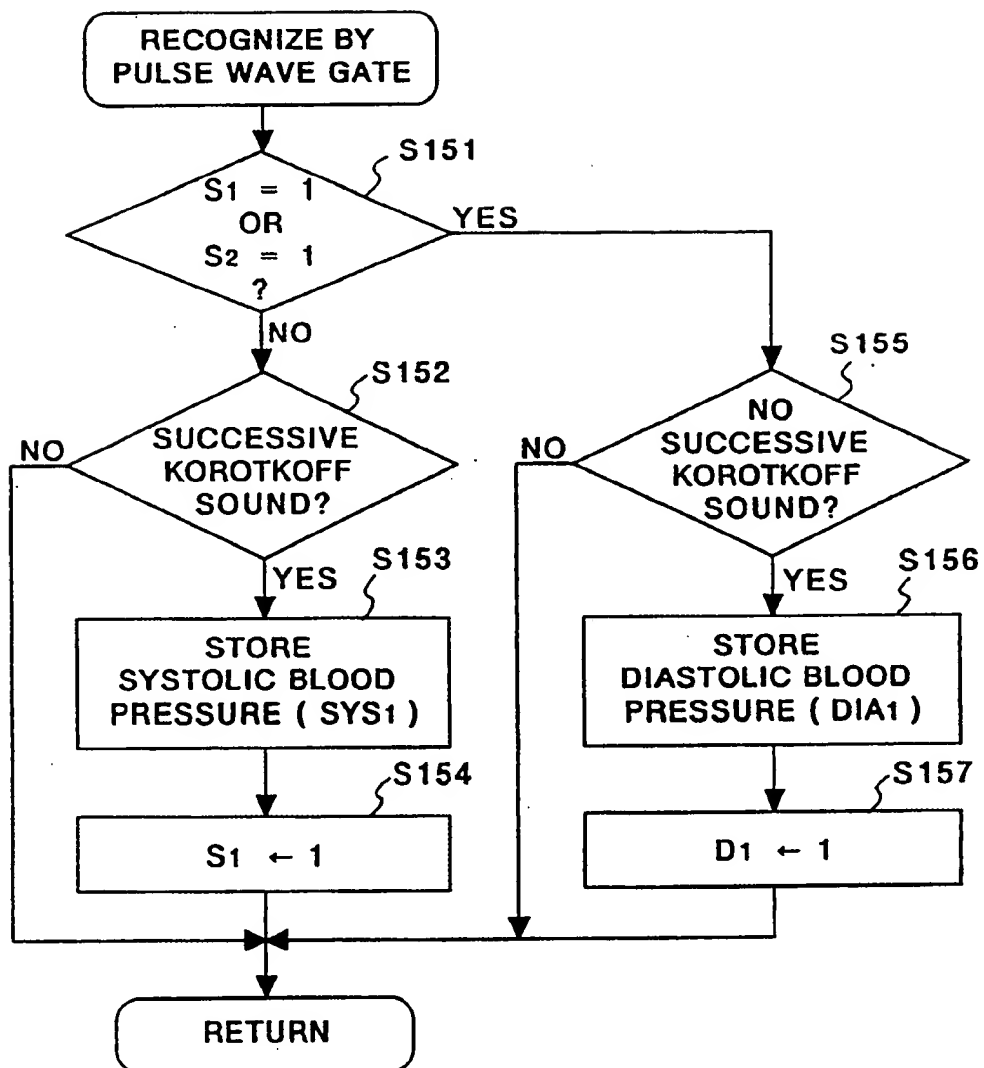 RECOGNIZE BY
PULSE WAVE GATE
S151
S1 = 1
OR
S2 = 1
?
YES
NO
S152
SUCCESSIVE
KOROTKOFF
SOUND?
NO
YES
S153
STORE
SYSTOLIC BLOOD
PRESSURE ( SYS1 )
S154
S1 ← 1
S155
NO
SUCCESSIVE
KOROTKOFF
SOUND?
NO
YES
S156
STORE
DIASTOLIC BLOOD
PRESSURE ( DIA1 )
S157
D1 ← 1
RETURN